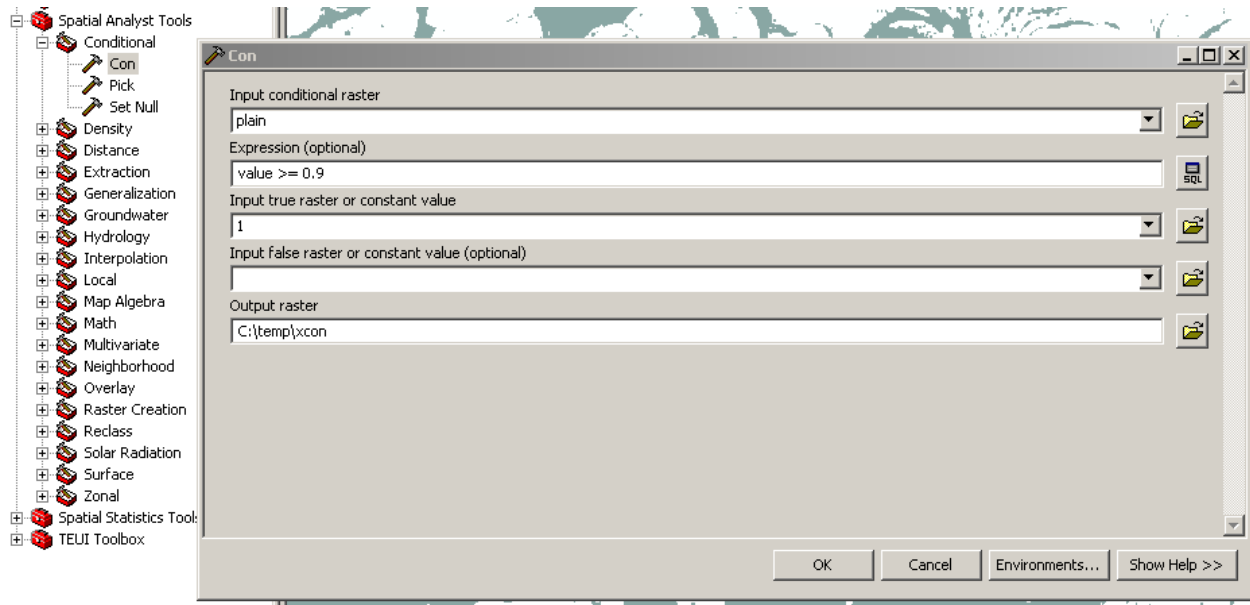 Spatial Analyst Tools
Conditional
Con
Pick
Set Null
Density
Distance
Extraction
Generalization
Groundwater
Hydrology
Interpolation
Local
Map Algebra
Math
Multivariate
Neighborhood
Overlay
Raster Creation
Reclass
Solar Radiation
Surface
Zonal
Spatial Statistics Tools
TEUI Toolbox
Con
Input conditional raster
plain
Expression (optional)
value >= 0.9
SQL
Input true raster or constant value
1
Input false raster or constant value (optional)
Output raster
C:\temp\xcon
OK
Cancel
Environments...
Show Help >>